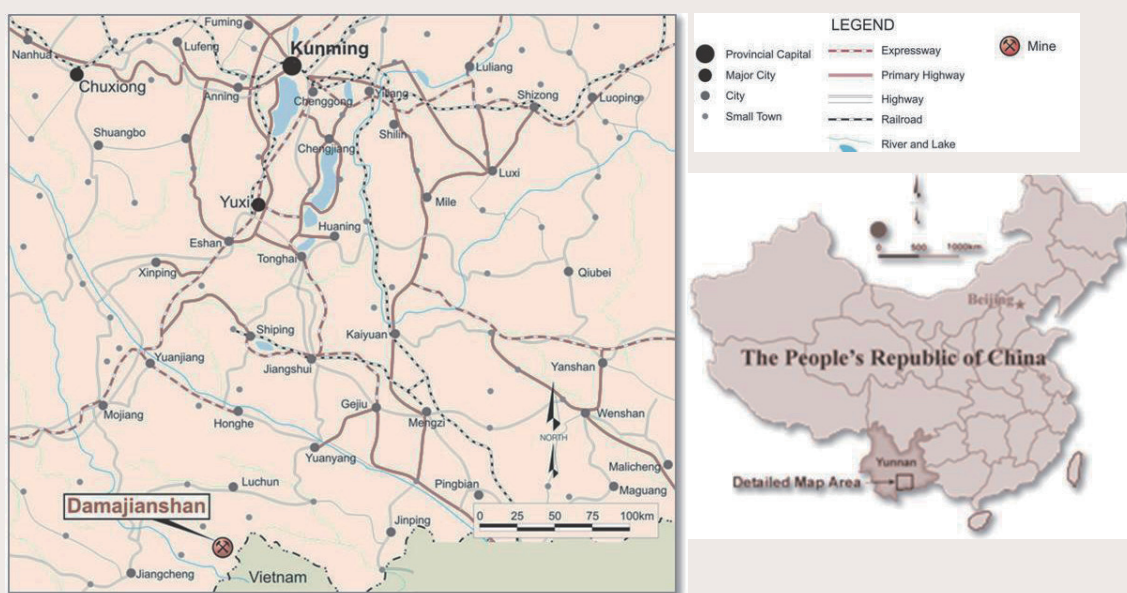 Fuming
Nanhua
Lufeng
Kunming
Chuxiong
Anning
Chenggong
Yiliang
Luliang
Shizong
Luoping
Shuangbo
Chengjiang
Shilin
Luxi
Yuxi
Mile
Eshan
Huaning
Tonghai
Xinping
Qiubei
Shiping
Kaiyuan
Yuanjiang
Jiangshui
Yanshan
Mojiang
Honghe
Gejiu
Mengzi
Wenshan
NORTH
Yuanyang
Malicheng
Luchun
Pingbian
Maguang
Damajianshan
0 25 50 75 100km
Jinping
Jiangcheng
Vietnam
LEGEND
Provincial Capital
Major City
City
Small Town
Expressway
Primary Highway
Highway
Railroad
River and Lake
Mine
0 500 1000km
Beijing
The People's Republic of China
Yunnan
Detailed Map Area